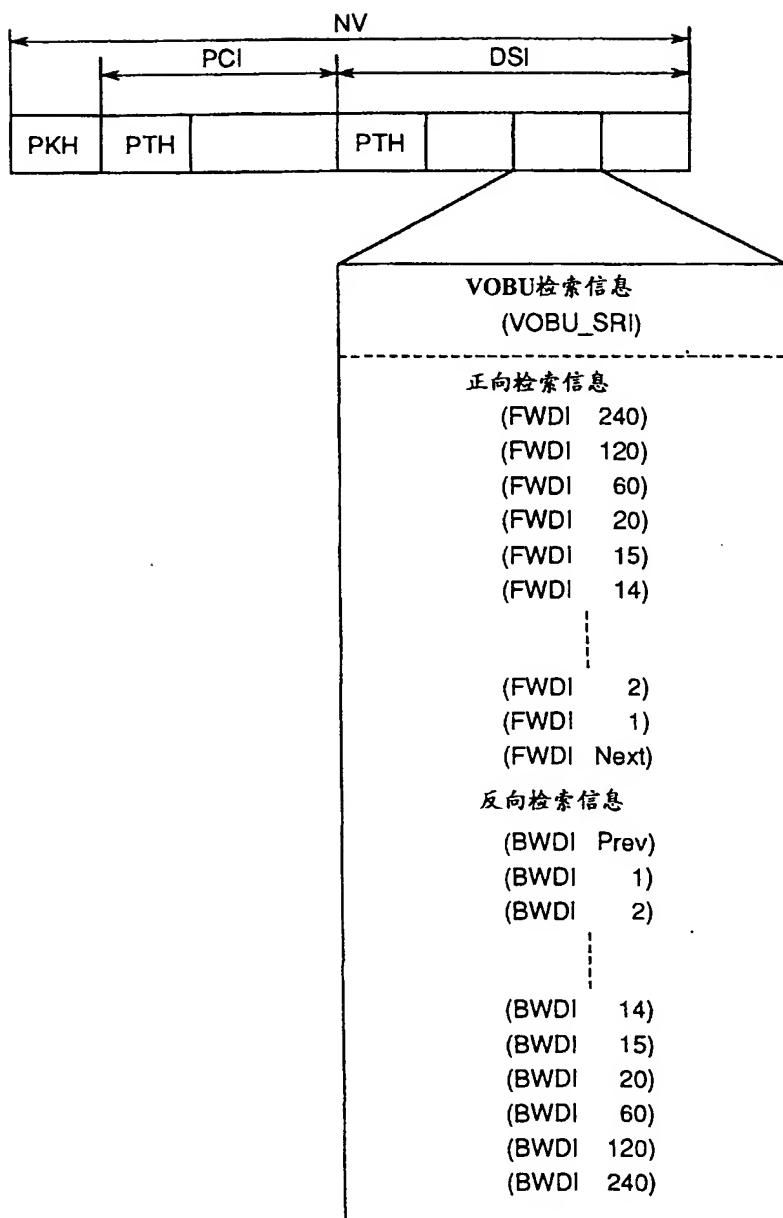 NV
PCI DSI
PKH PTH PTH
VOBU检索信息
(VOBU_SRI)
正向检索信息
(FWDI 240)
(FWDI 120)
(FWDI 60)
(FWDI 20)
(FWDI 15)
(FWDI 14)
(FWDI 2)
(FWDI 1)
(FWDI Next)
反向检索信息
(BWDI Prev)
(BWDI 1)
(BWDI 2)
(BWDI 14)
(BWDI 15)
(BWDI 20)
(BWDI 60)
(BWDI 120)
(BWDI 240)